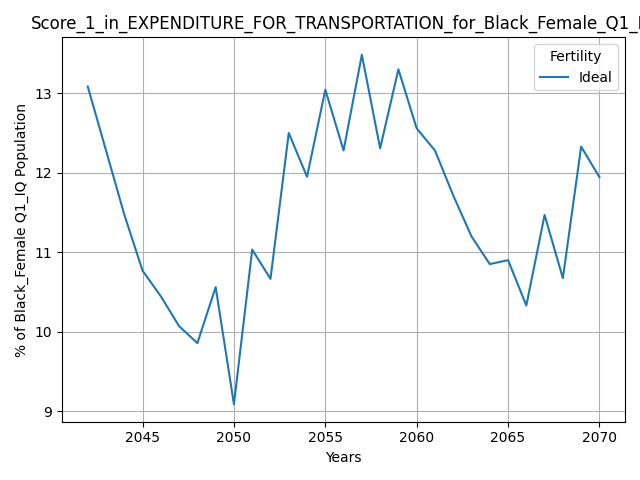 Score_1_in_EXPENDITURE_FOR_TRANSPORTATION_for_Black_Female_Q1_I
Fertility
Ideal
% of Black_Female Q1_IQ Population
13
12
11
10
9
2045 2050 2055 2060 2065 2070
Years